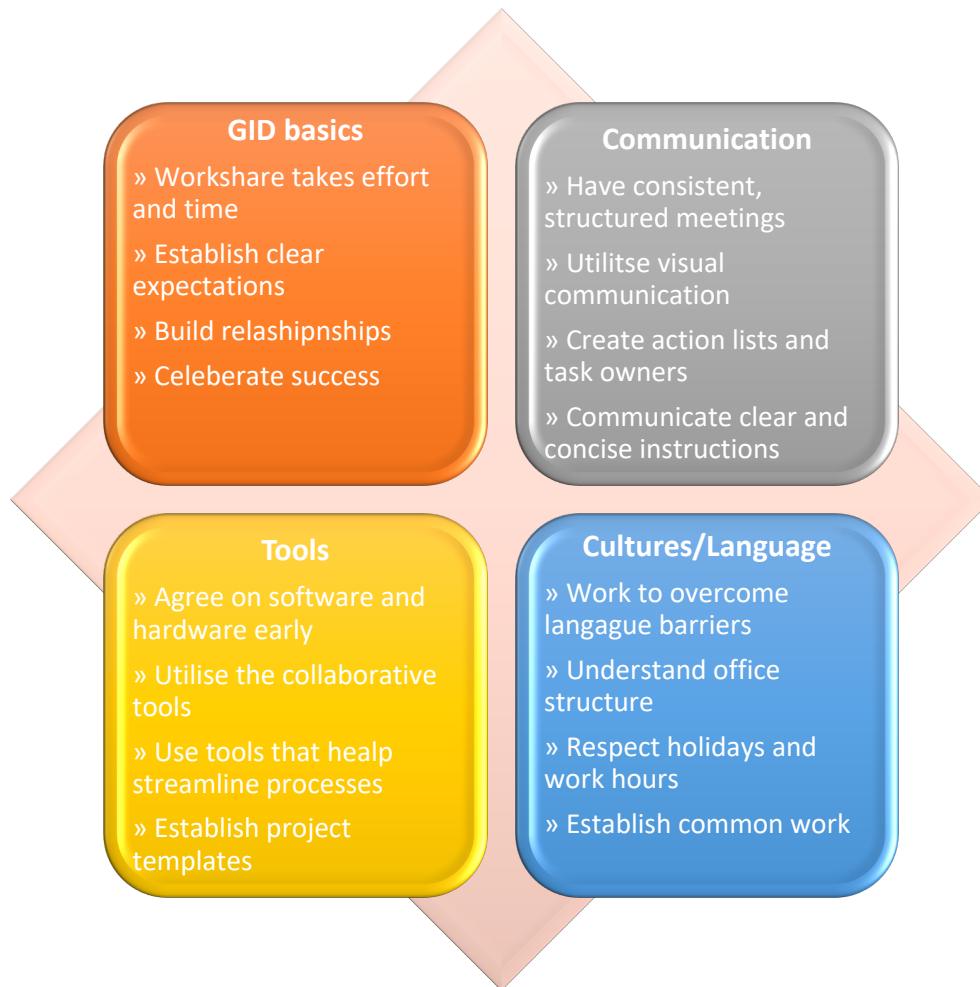 GID basics
» Workshare takes effort
and time
» Establish clear
expectations
» Build relashipnships
» Celeberate success
Communication
» Have consistent,
structured meetings
» Utilitse visual
communication
» Create action lists and
task owners
» Communicate clear and
concise instructions
Tools
» Agree on software and
hardware early
» Utilise the collaborative
tools
» Use tools that healp
streamline processes
» Establish project
templates
Cultures/Language
» Work to overcome
langague barriers
» Understand office
structure
» Respect holidays and
work hours
» Establish common work